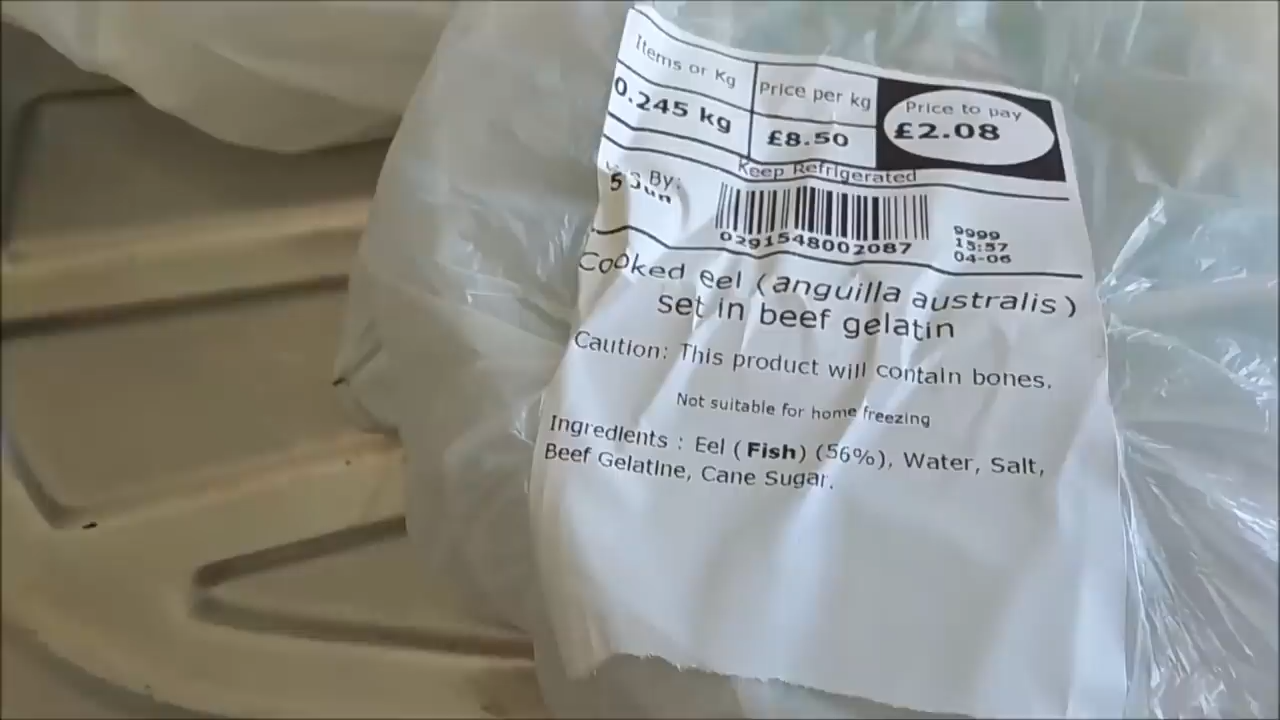 Items or Kg
Price per kg
Price to pay
0.245 kg
£8.50
£2.08
Keep Refrigerated
By:
5 Jun
0291548002087
9999
15:57
04-06
Cooked eel (anguilla australis)
set in beef gelatin
Caution: This product will contain bones.
Not suitable for home freezing
Ingredients : Eel (Fish) (56%), Water, Salt,
Beef Gelatine, Cane Sugar.